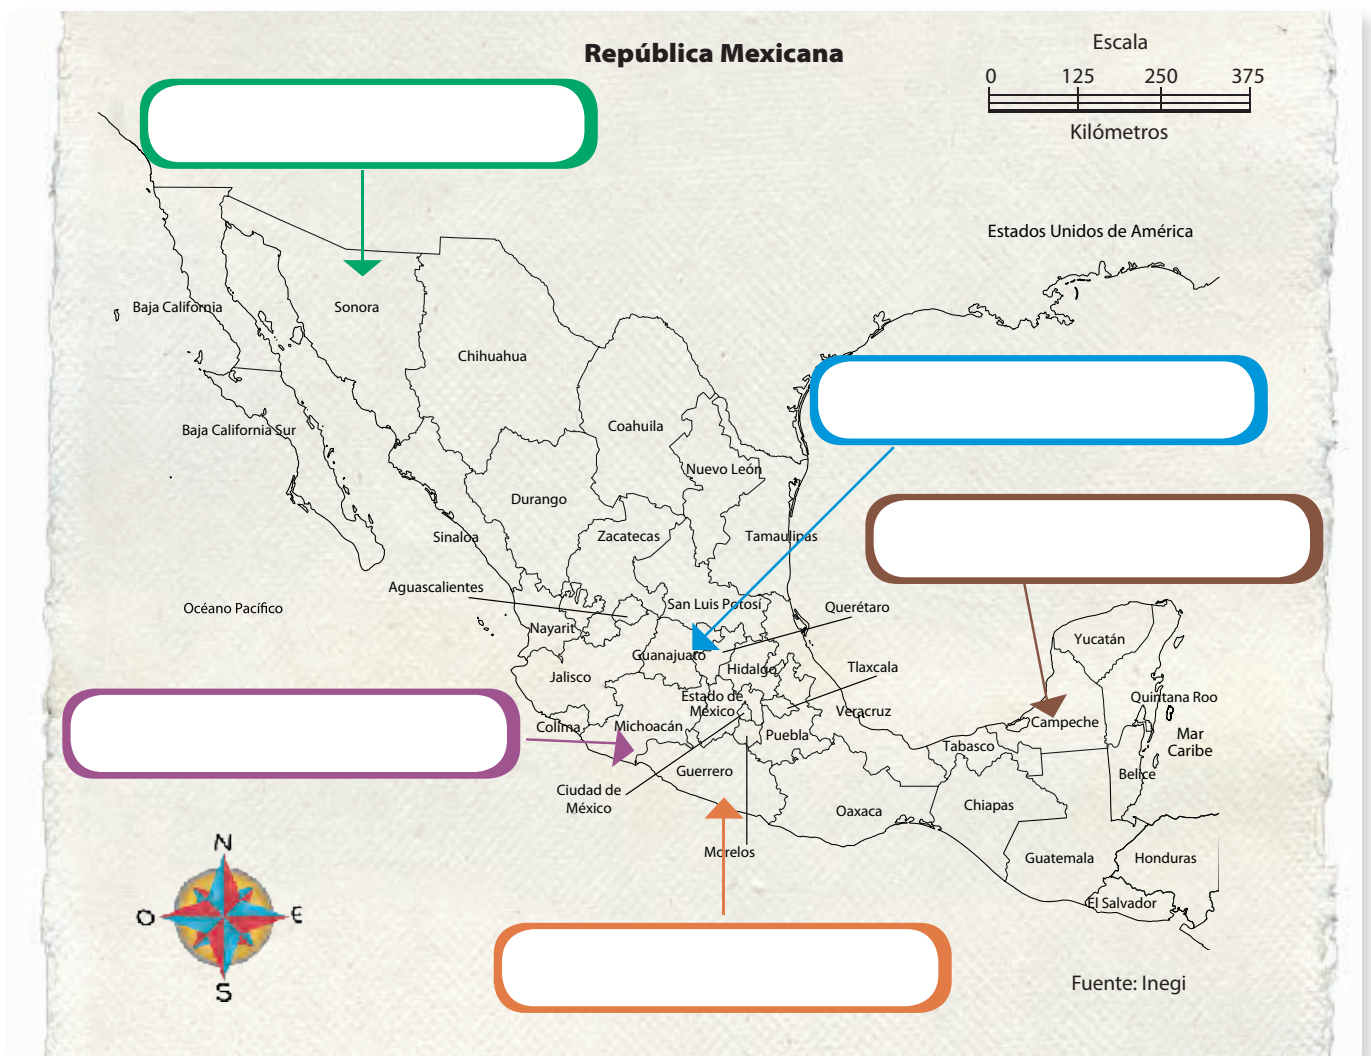 República Mexicana
Escala
0 125 250 375
Kilómetros
Estados Unidos de América
Baja California
Sonora
Chihuahua
Coahuila
Baja California Sur
Nuevo León
Durango
Sinaloa
Zacatecas
Tamaulipas
Aguascalientes
Océano Pacífico
San Luis Potosí
Querétaro
Nayarit
Yucatán
Guanajuato
Hidalgo
Tlaxcala
Jalisco
Estado de
México
Quintana Roo
Veracruz
Colima
Michoacán
Campeche
Puebla
Mar
Caribe
Tabasco
Guerrero
Belice
Ciudad de
México
Chiapas
Oaxaca
Morelos
Guatemala
Honduras
El Salvador
N
O
E
S
Fuente: Inegi